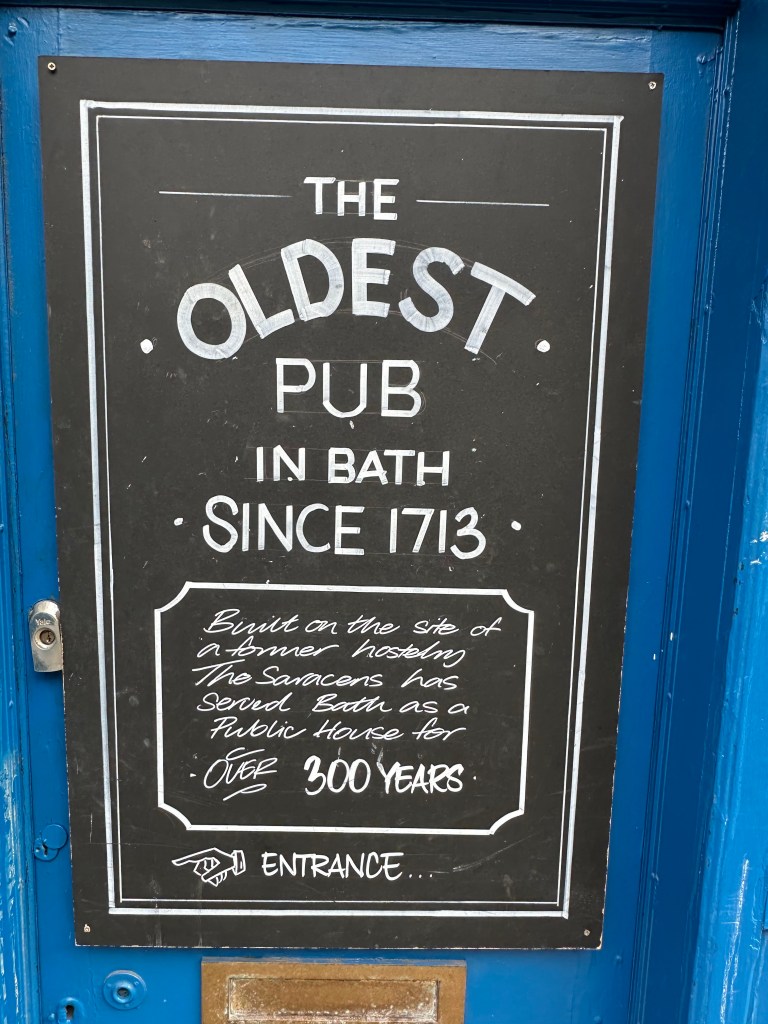 THE
OLDEST
PUB
IN BATH
SINCE 1713
Built on the site of
a former hostelry
The Saracens has
served Bath as a
Public House for
OVER 300 YEARS
ENTRANCE...
Yale